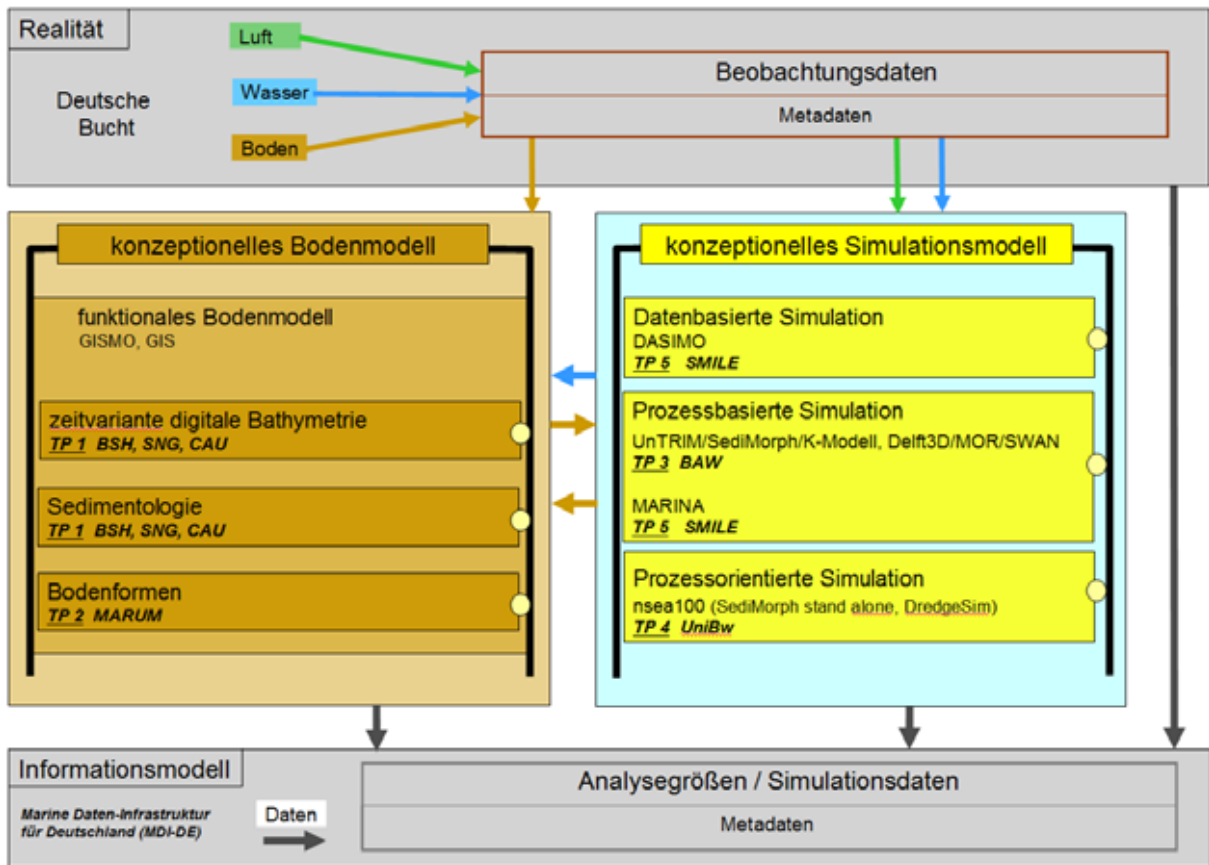 Realität
Deutsche
Bucht
Luft
Wasser
Boden
Beobachtungsdaten
Metadaten
konzeptionelles Bodenmodell
funktionales Bodenmodell
GISMO, GIS
zeitvariante digitale Bathymetrie
TP 1 BSH, SNG, CAU
Sedimentologie
TP 1 BSH, SNG, CAU
Bodenformen
TP 2 MARUM
konzeptionelles Simulationsmodell
Datenbasierte Simulation
DASIMO
TP 5 SMILE
Prozessbasierte Simulation
UnTRIM/SediMorph/K-Modell, Delft3D/MOR/SWAN
TP 3 BAW
MARINA
TP 5 SMILE
Prozessorientierte Simulation
nsea100 (SediMorph stand alone, DredgeSim)
TP 4 UniBw
Informationsmodell
Marine Daten-Infrastruktur
für Deutschland (MDI-DE)
Daten
Analysegrößen / Simulationsdaten
Metadaten